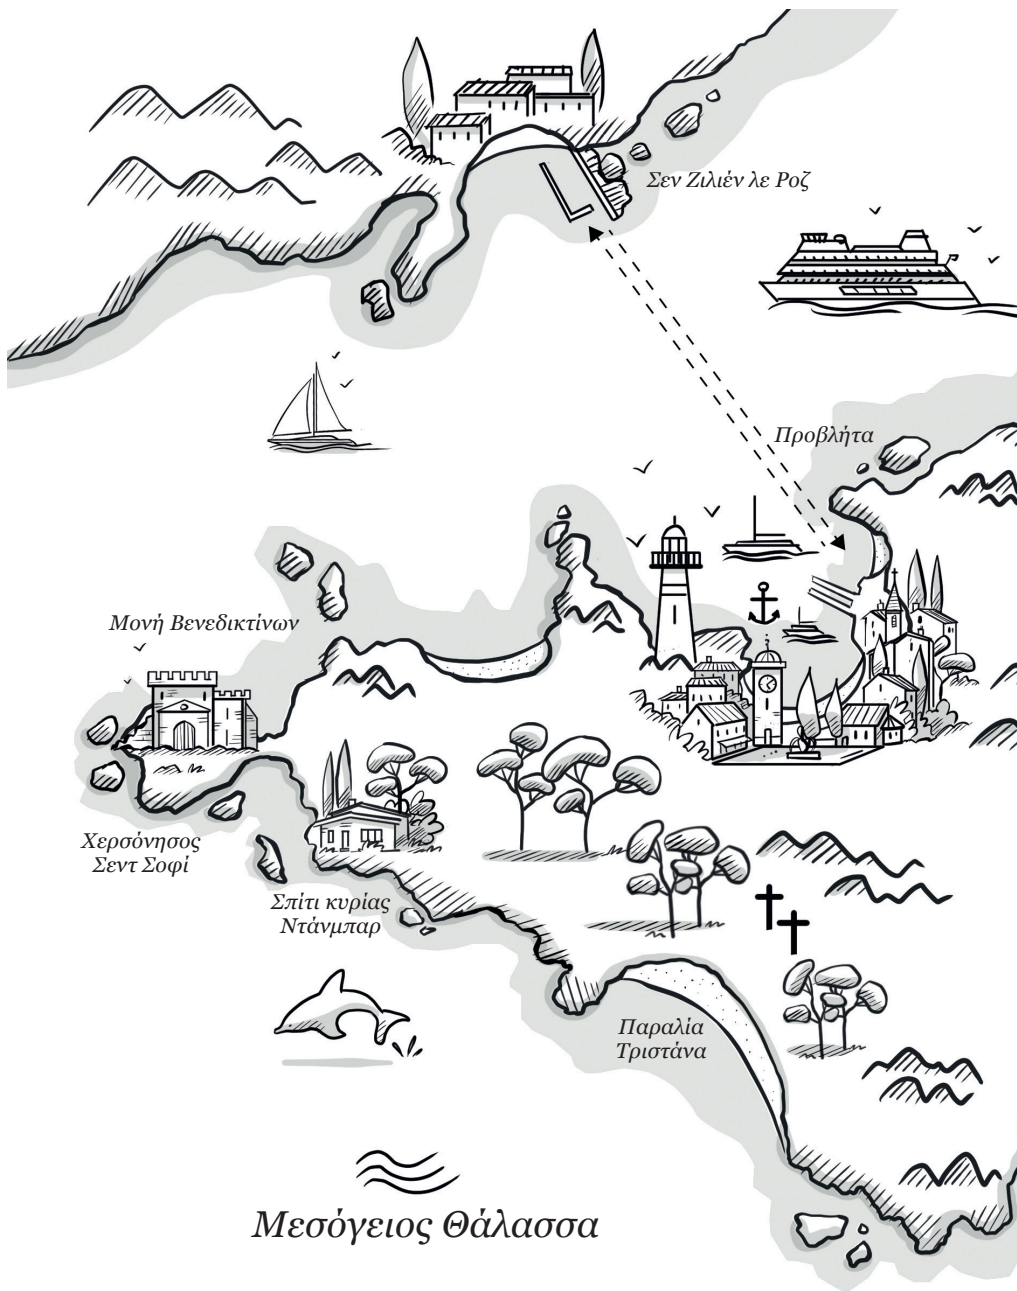 Σεν Ζιλιέν λε Ροζ
Προβλήτα
Μονή Βενεδικτίνων
Χερσόνησος
Σεντ Σοφί
Σπίτι κυρίας
Ντάνμπαρ
Παραλία
Τριστάνα
Μεσόγειος Θάλασσα